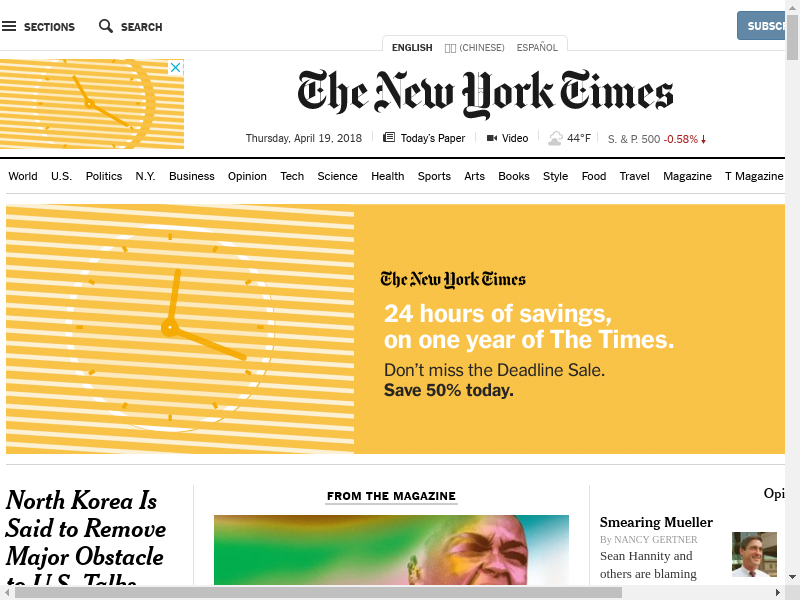 SECTIONS
SEARCH
SUBSC
ENGLISH
(CHINESE)
ESPAÑOL
The New York Times
Thursday, April 19, 2018
Today's Paper
Video
44°F
S. & P. 500 -0.58%
World
U.S.
Politics
N.Y.
Business
Opinion
Tech
Science
Health
Sports
Arts
Books
Style
Food
Travel
Magazine
T Magazine
The New York Times
24 hours of savings,
on one year of The Times.
Don't miss the Deadline Sale.
Save 50% today.
North Korea Is
Said to Remove
Major Obstacle
to U.S. Talks
FROM THE MAGAZINE
Opi
Smearing Mueller
By NANCY GERTNER
Sean Hannity and
others are blaming